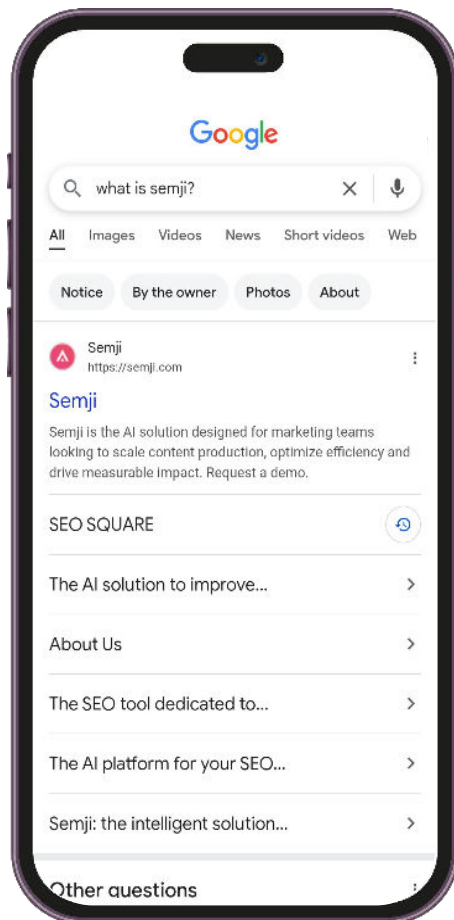 Google
what is semji?
All Images Videos News Short videos Web
Notice By the owner Photos About
Semji
https://semji.com
Semji
Semji is the AI solution designed for marketing teams
looking to scale content production, optimize efficiency and
drive measurable impact. Request a demo.
SEO SQUARE
The AI solution to improve...
About Us
The SEO tool dedicated to...
The AI platform for your SEO...
Semji: the intelligent solution...
Other questions